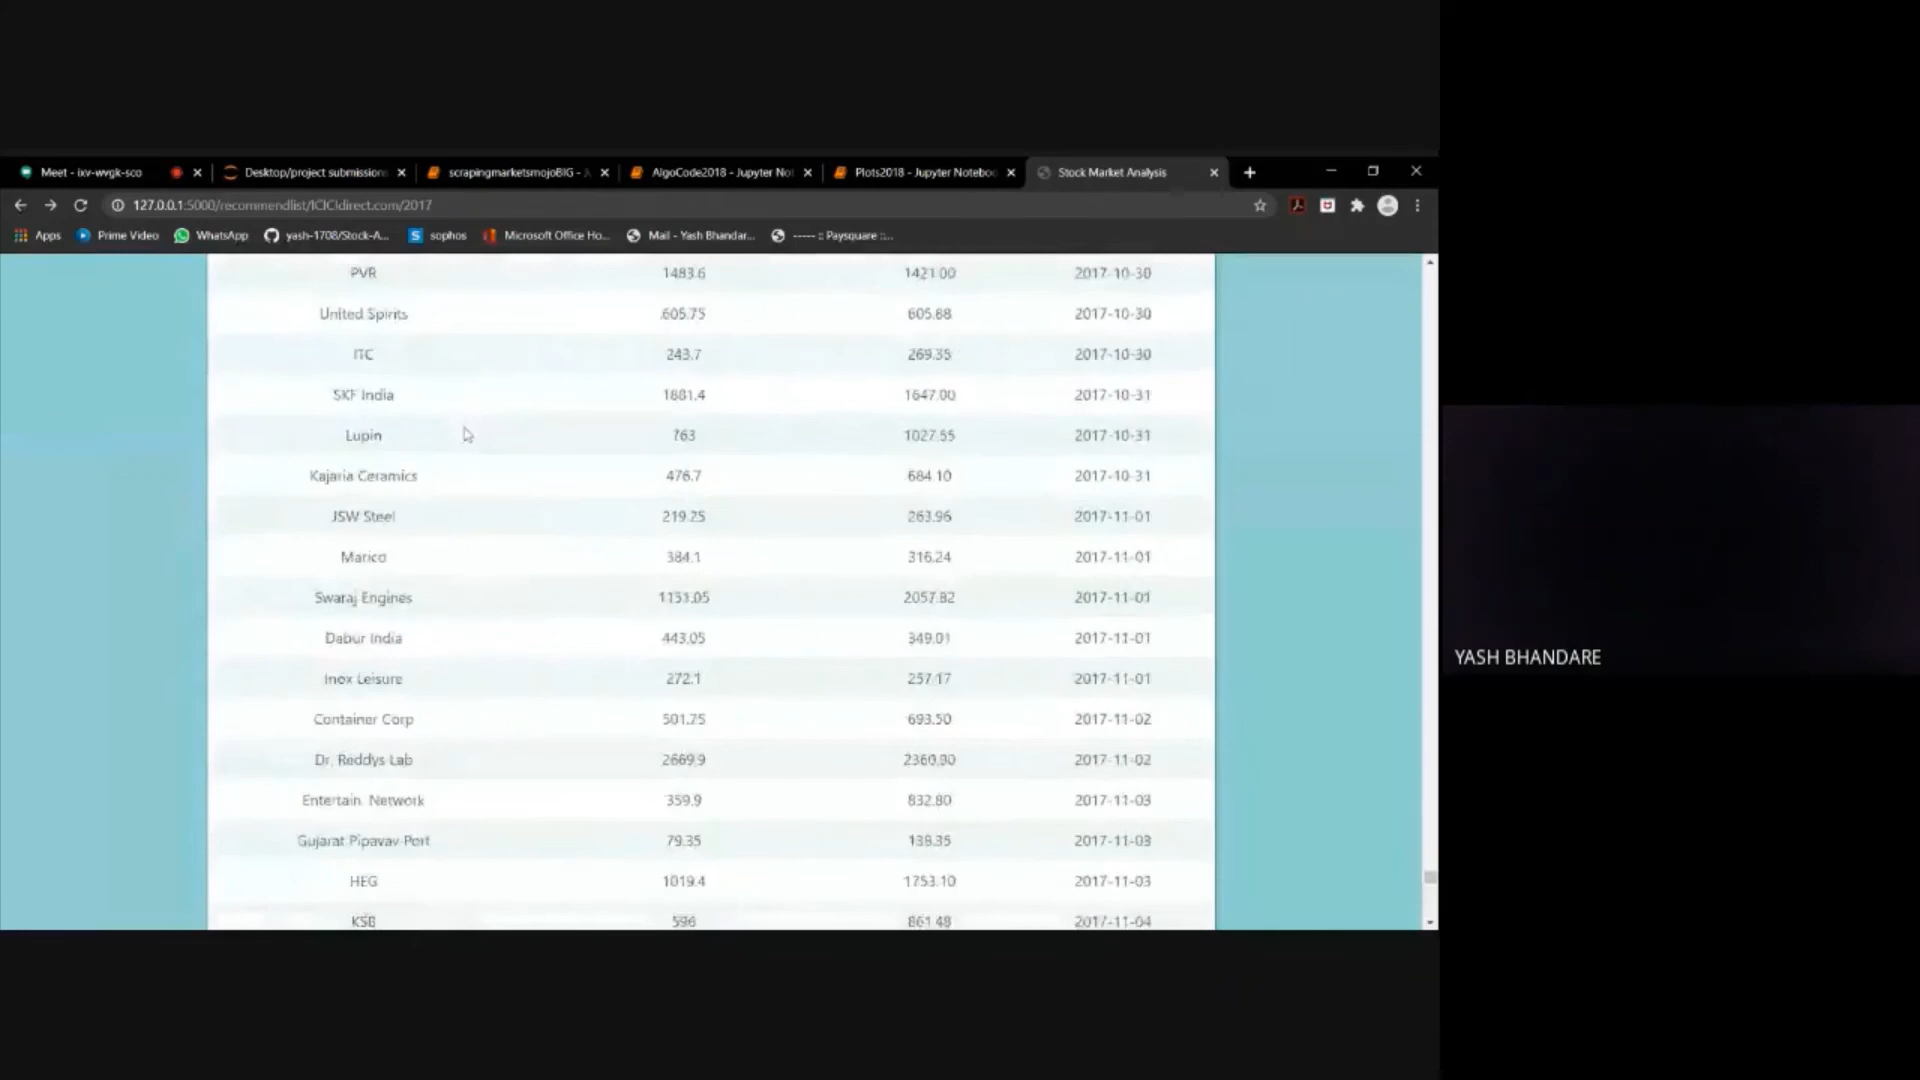 Meet - ixv-wvgk-sco
Desktop/project submissions
scrapingmarketsmojoBIG - J
AlgoCode2018 - Jupyter Not
Plots2018 - Jupyter Noteboo
Stock Market Analysis
127.0.0.1:5000/recommendlist/ICICIdirect.com/2017
Apps Prime Video WhatsApp yash-1708/Stock-A... sophos Microsoft Office Ho... Mail - Yash Bhandar... ----- :: Paysquare ::...
PVR 1483.6 1421.00 2017-10-30
United Spirits 605.75 605.88 2017-10-30
ITC 243.7 269.35 2017-10-30
SKF India 1881.4 1647.00 2017-10-31
Lupin 763 1027.55 2017-10-31
Kajaria Ceramics 476.7 684.10 2017-10-31
JSW Steel 219.25 263.96 2017-11-01
Marico 384.1 316.24 2017-11-01
Swaraj Engines 2057.82 2017-11-01
Dabur India 443.05 349.01 2017-11-01
Inox Leisure 272.1 257.17 2017-11-01
Container Corp 501.75 693.50 2017-11-02
Dr. Reddys Lab 2669.9 2017-11-02
Entertain. Network 359.9 832.80 2017-11-03
Gujarat Pipavav Port 79.35 138.35 2017-11-03
HEG 1019.4 1753.10 2017-11-03
KSB 596 861.48 2017-11-04
YASH BHANDARE